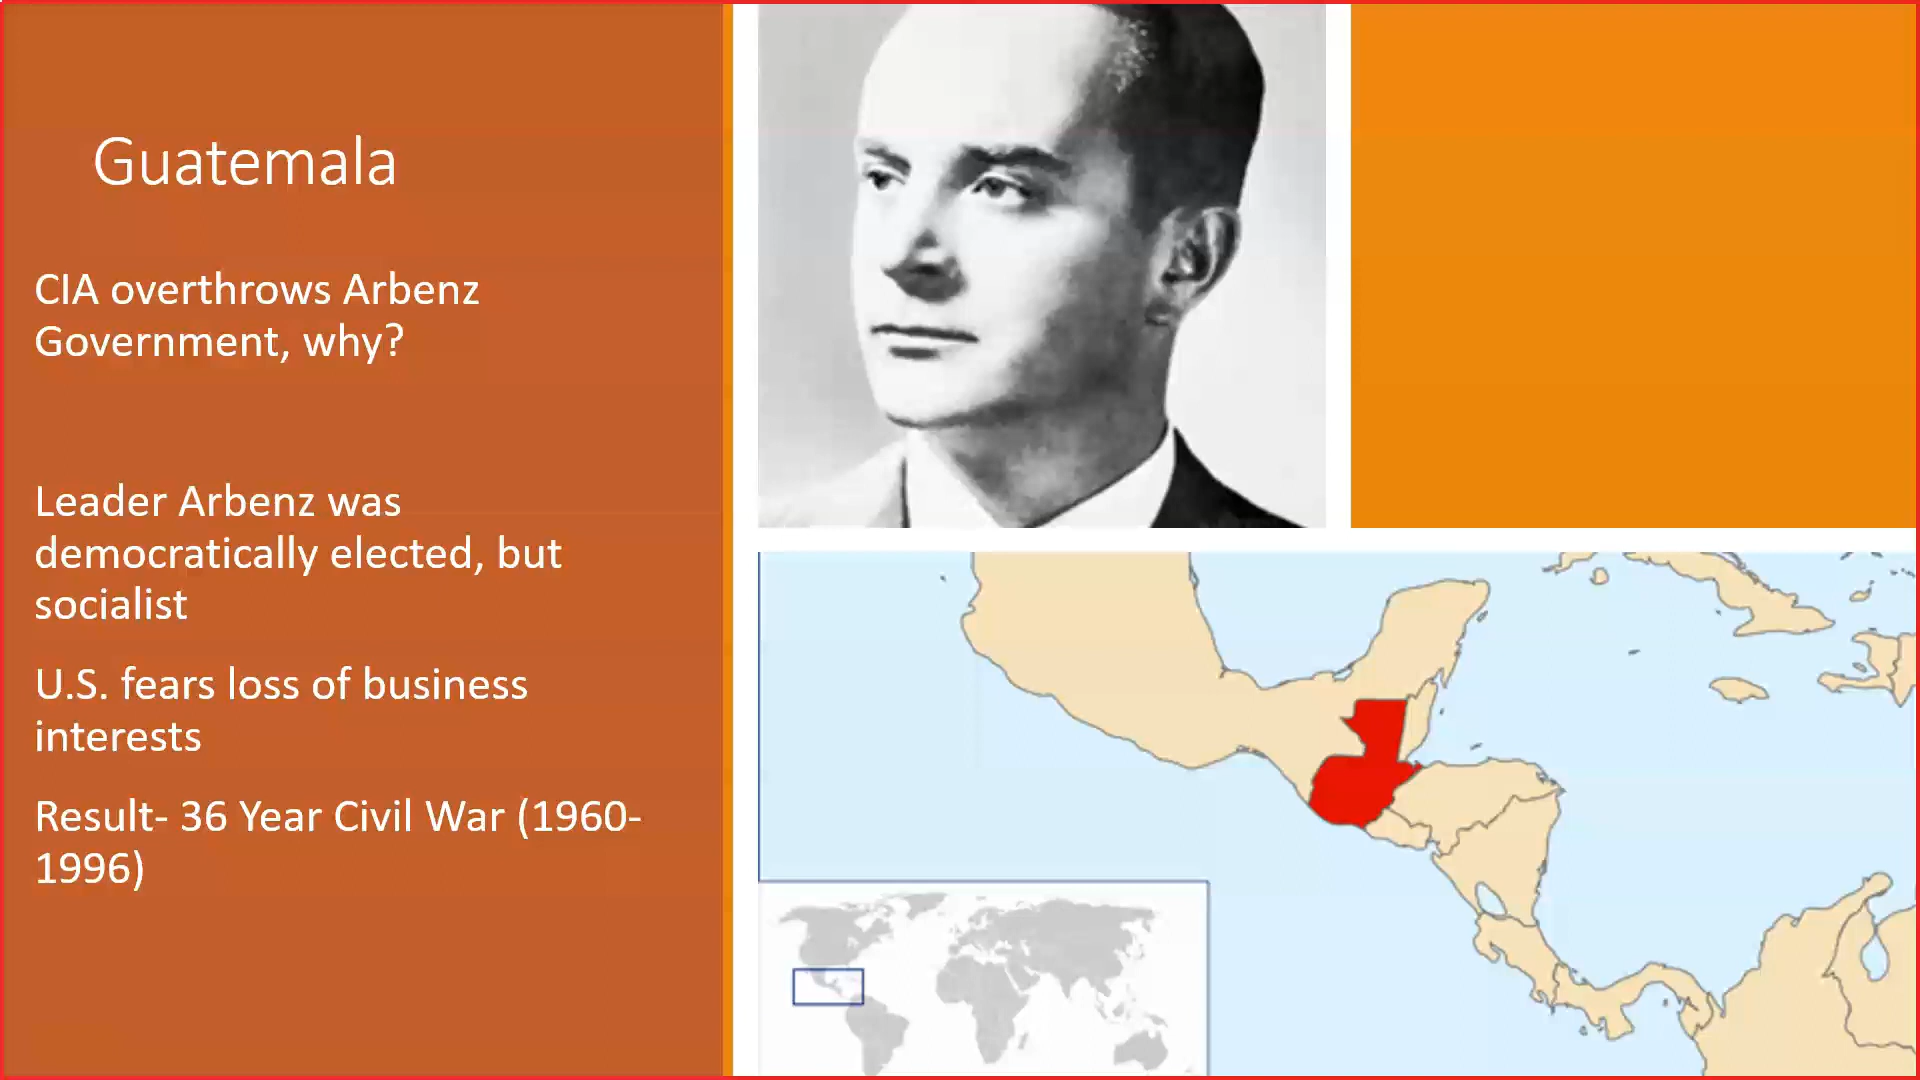 Guatemala
CIA overthrows Arbenz
Government, why?
Leader Arbenz was
democratically elected, but
socialist
U.S. fears loss of business
interests
Result- 36 Year Civil War (1960-
1996)